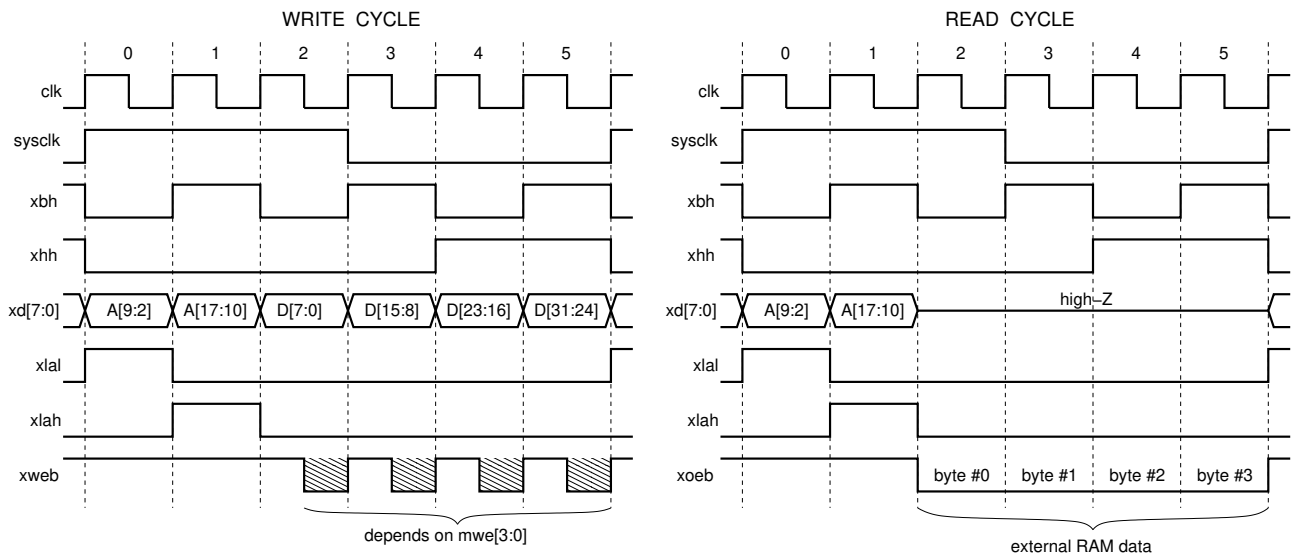 WRITE CYCLE
0 1 2 3 4 5
clk
sysclk
xbh
xhh
xd[7:0] A[9:2] A[17:10] D[7:0] D[15:8] D[23:16] D[31:24]
xlal
xlah
xweb
depends on mwe[3:0]
READ CYCLE
0 1 2 3 4 5
clk
sysclk
xbh
xhh
high–Z
xd[7:0] A[9:2] A[17:10]
xlal
xlah
xoeb byte #0 byte #1 byte #2 byte #3
external RAM data